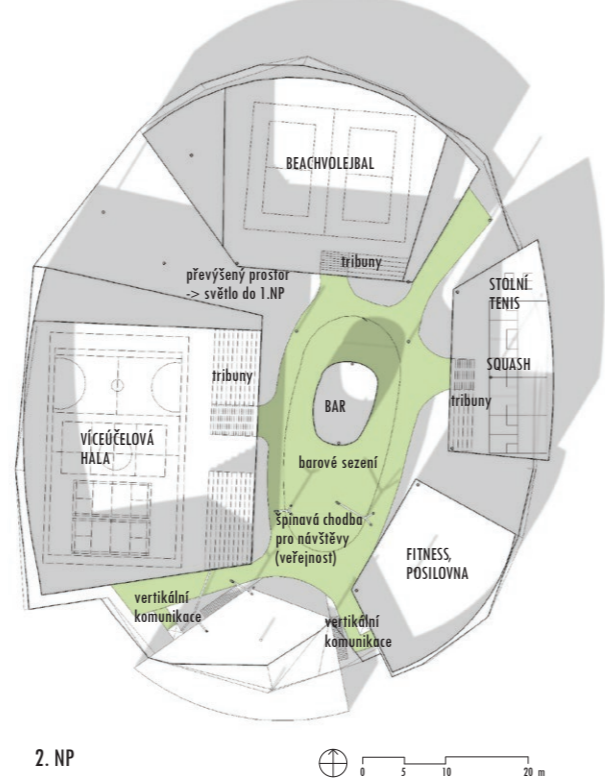 BEACHVOLEJBAL
tribuny
převýšený prostor
-> světlo do 1.NP
STOLNÍ
TENIS
SQUASH
tribuny
tribuny
BAR
VÍCEÚČELOVÁ
HALA
barové sezení
špinavá chodba
pro návštěvy
(veřejnost)
FITNESS,
POSILOVNA
vertikální
komunikace
vertikální
komunikace
2. NP
0 5 10 20 m